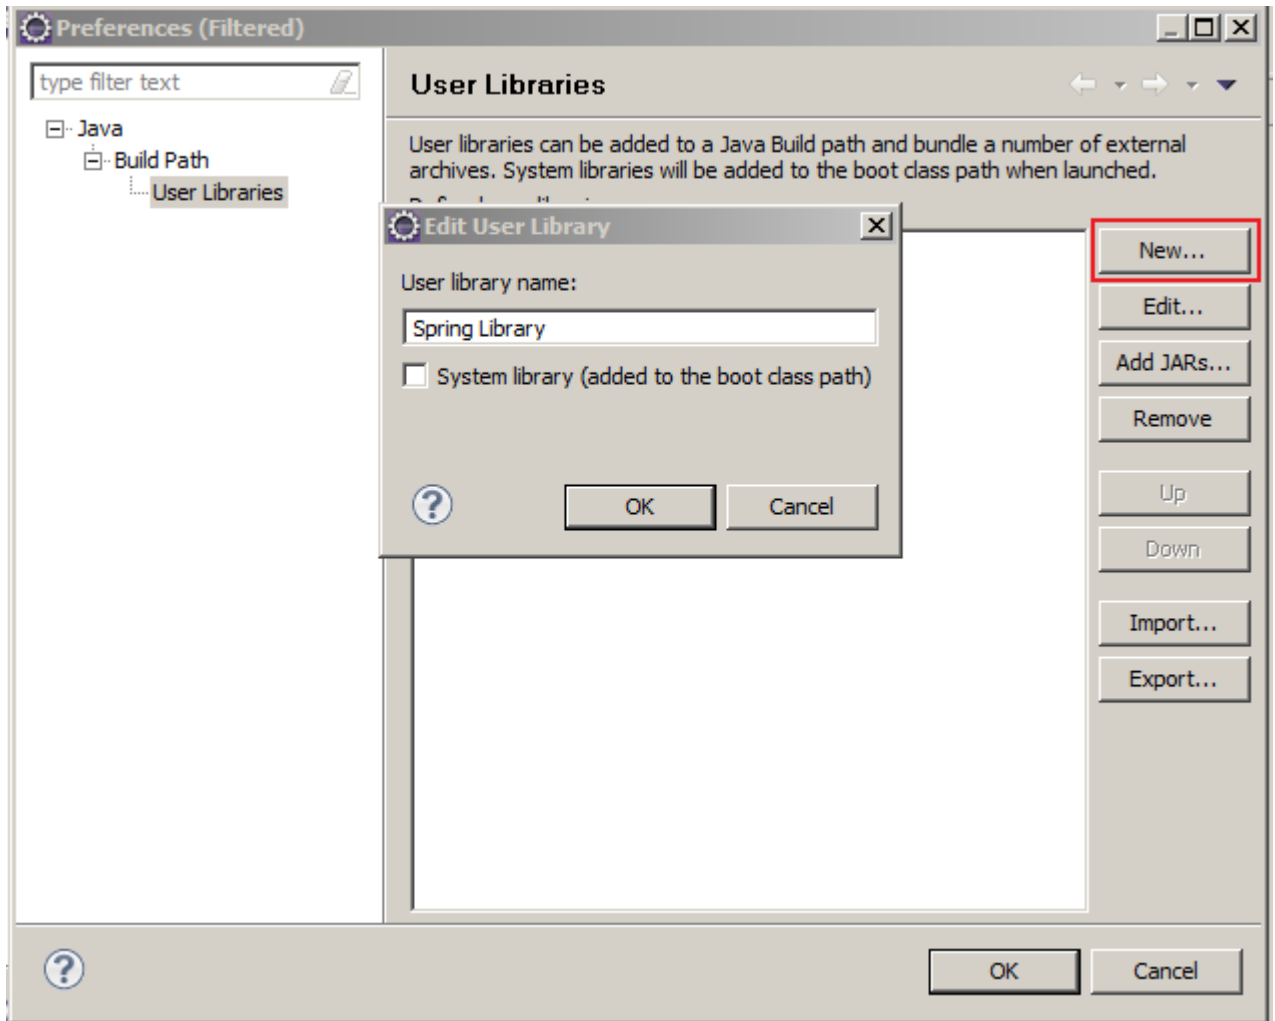 Preferences (Filtered)
type filter text
Java
Build Path
User Libraries
User Libraries
User libraries can be added to a Java Build path and bundle a number of external
archives. System libraries will be added to the boot class path when launched.
Edit User Library
User library name:
Spring Library
System library (added to the boot class path)
OK
Cancel
New...
Edit...
Add JARs...
Remove
Up
Down
Import...
Export...
OK
Cancel